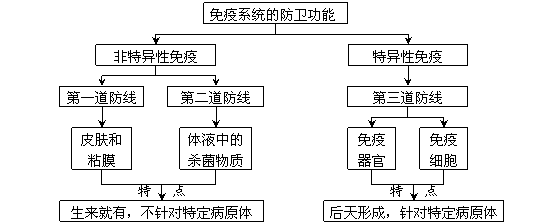 免疫系统的防卫功能
非特异性免疫
特异性免疫
第一道防线
第二道防线
第三道防线
皮肤和
粘膜
体液中的
杀菌物质
免疫
器官
免疫
细胞
特 点
特 点
生来就有，不针对特定病原体
后天形成，针对特定病原体